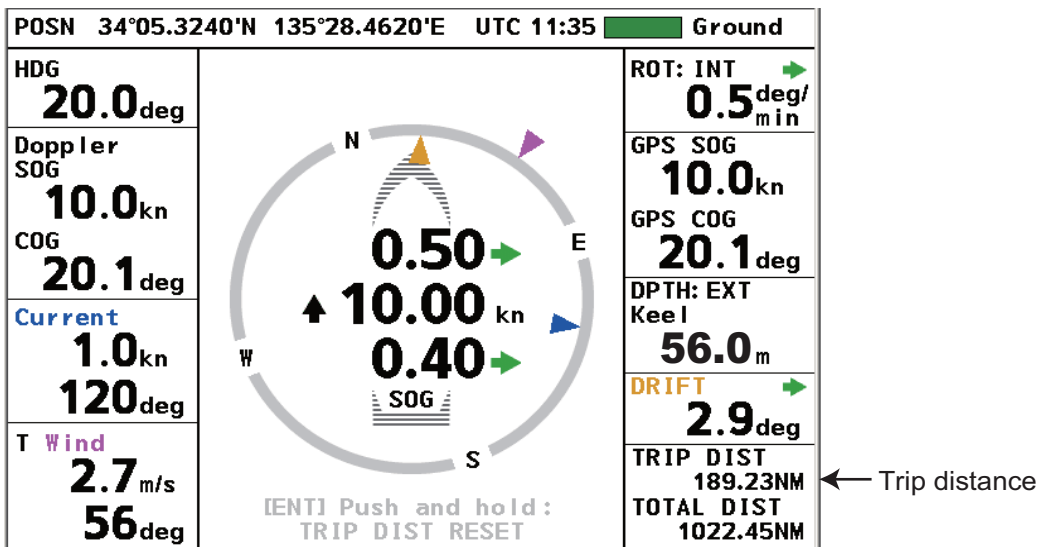 POSN 34°05.3240'N 135°28.4620'E UTC 11:35 Ground
HDG
20.0deg
Doppler
SOG
10.0kn
COG
20.1deg
Current
1.0kn
120deg
T Wind
2.7m/s
56deg
N
E
0.50
10.00 kn
0.40
W
SOG
S
[ENT] Push and hold:
TRIP DIST RESET
ROT: INT
0.5deg/min
GPS SOG
10.0kn
GPS COG
20.1deg
DPTH: EXT
Keel
56.0m
DRIFT
2.9deg
TRIP DIST
189.23NM
TOTAL DIST
1022.45NM
Trip distance